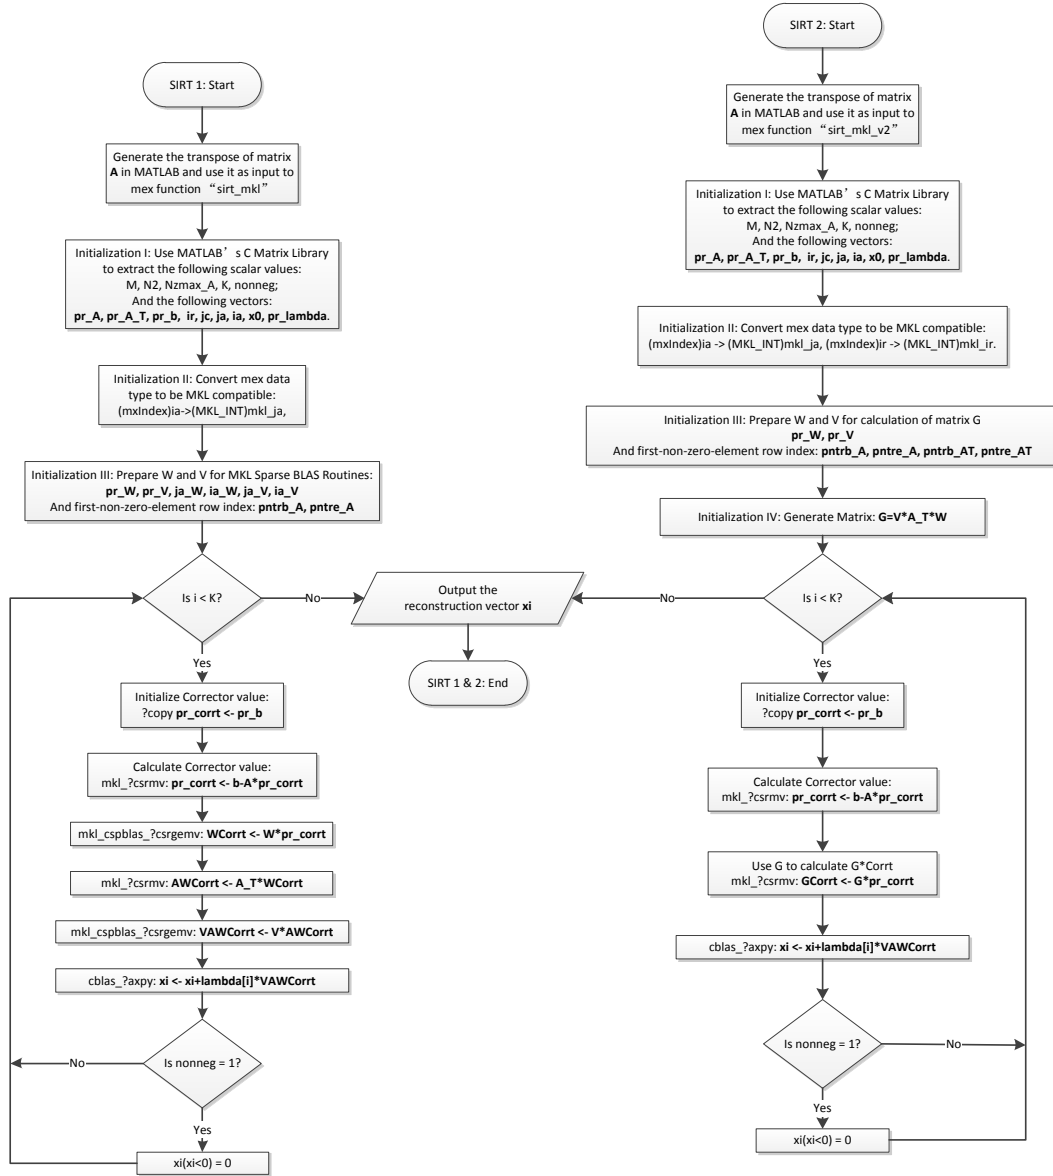 SIRT 1: Start
Generate the transpose of matrix
A in MATLAB and use it as input to
mex function “sirt_mkl”
Initialization I: Use MATLAB’s C Matrix Library
to extract the following scalar values:
M, N2, Nzmax_A, K, nonneg;
And the following vectors:
pr_A, pr_A_T, pr_b, ir, jc, ja, ia, x0, pr_lambda.
Initialization II: Convert mex data
type to be MKL compatible:
(mxIndex)ia->(MKL_INT)mkl_ja,
Initialization III: Prepare W and V for MKL Sparse BLAS Routines:
pr_W, pr_V, ja_W, ia_W, ja_V, ia_V
And first-non-zero-element row index: pntrb_A, pntre_A
Is i < K?
No
Yes
Initialize Corrector value:
?copy pr_corrt <- pr_b
Calculate Corrector value:
mkl_?csrmv: pr_corrt <- b-A*pr_corrt
mkl_cspblas_?csrgemv: WCorrt <- W*pr_corrt
mkl_?csrmv: AWCorrt <- A_T*WCorrt
mkl_cspblas_?csrgemv: VAWCorrt <- V*AWCorrt
cblas_?axpy: xi <- xi+lambda[i]*VAWCorrt
Is nonneg = 1?
No
Yes
xi(xi<0) = 0
Output the
reconstruction vector xi
SIRT 1 & 2: End
SIRT 2: Start
Generate the transpose of matrix
A in MATLAB and use it as input to
mex function “sirt_mkl_v2”
Initialization I: Use MATLAB’s C Matrix Library
to extract the following scalar values:
M, N2, Nzmax_A, K, nonneg;
And the following vectors:
pr_A, pr_A_T, pr_b, ir, jc, ja, ia, x0, pr_lambda.
Initialization II: Convert mex data type to be MKL compatible:
(mxIndex)ia -> (MKL_INT)mkl_ja, (mxIndex)ir -> (MKL_INT)mkl_ir.
Initialization III: Prepare W and V for calculation of matrix G
pr_W, pr_V
And first-non-zero-element row index: pntrb_A, pntre_A, pntrb_AT, pntre_AT
Initialization IV: Generate Matrix: G=V*A_T*W
Is i < K?
No
Yes
Initialize Corrector value:
?copy pr_corrt <- pr_b
Calculate Corrector value:
mkl_?csrmv: pr_corrt <- b-A*pr_corrt
Use G to calculate G*Corrt
mkl_?csrmv: GCorrt <- G*pr_corrt
cblas_?axpy: xi <- xi+lambda[i]*VAWCorrt
Is nonneg = 1?
No
Yes
xi(xi<0) = 0